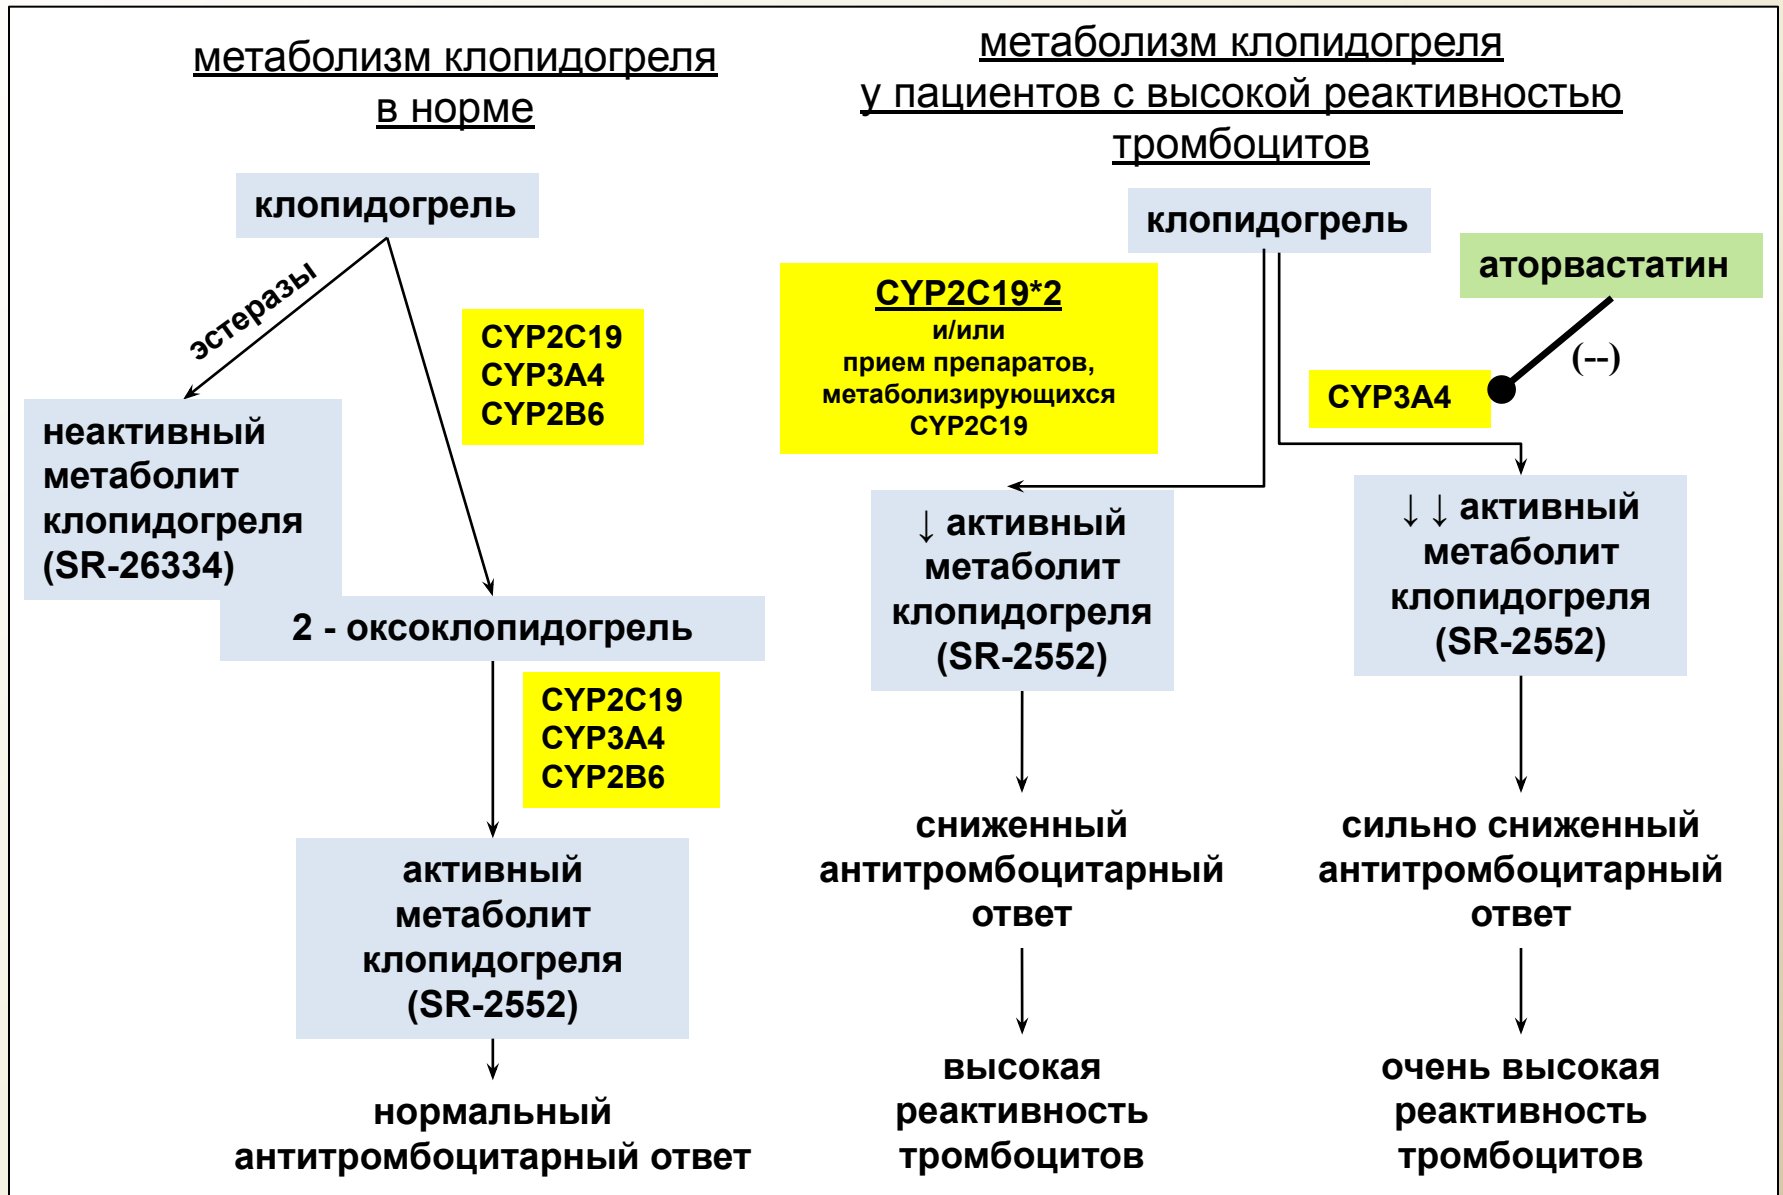 метаболизм клопидогреля
в норме
клопидогрель
эстеразы
CYP2C19
CYP3A4
CYP2B6
неактивный
метаболит
клопидогреля
(SR-26334)
2 - оксоклопидогрель
CYP2C19
CYP3A4
CYP2B6
активный
метаболит
клопидогреля
(SR-2552)
нормальный
антитромбоцитарный ответ
метаболизм клопидогреля
у пациентов с высокой реактивностью
тромбоцитов
клопидогрель
аторвастатин
(--)
CYP2C19*2
и/или
прием препаратов,
метаболизирующихся
CYP2C19
CYP3A4
↓ активный
метаболит
клопидогреля
(SR-2552)
сниженный
антитромбоцитарный
ответ
высокая
реактивность
тромбоцитов
↓ ↓ активный
метаболит
клопидогреля
(SR-2552)
сильно сниженный
антитромбоцитарный
ответ
очень высокая
реактивность
тромбоцитов